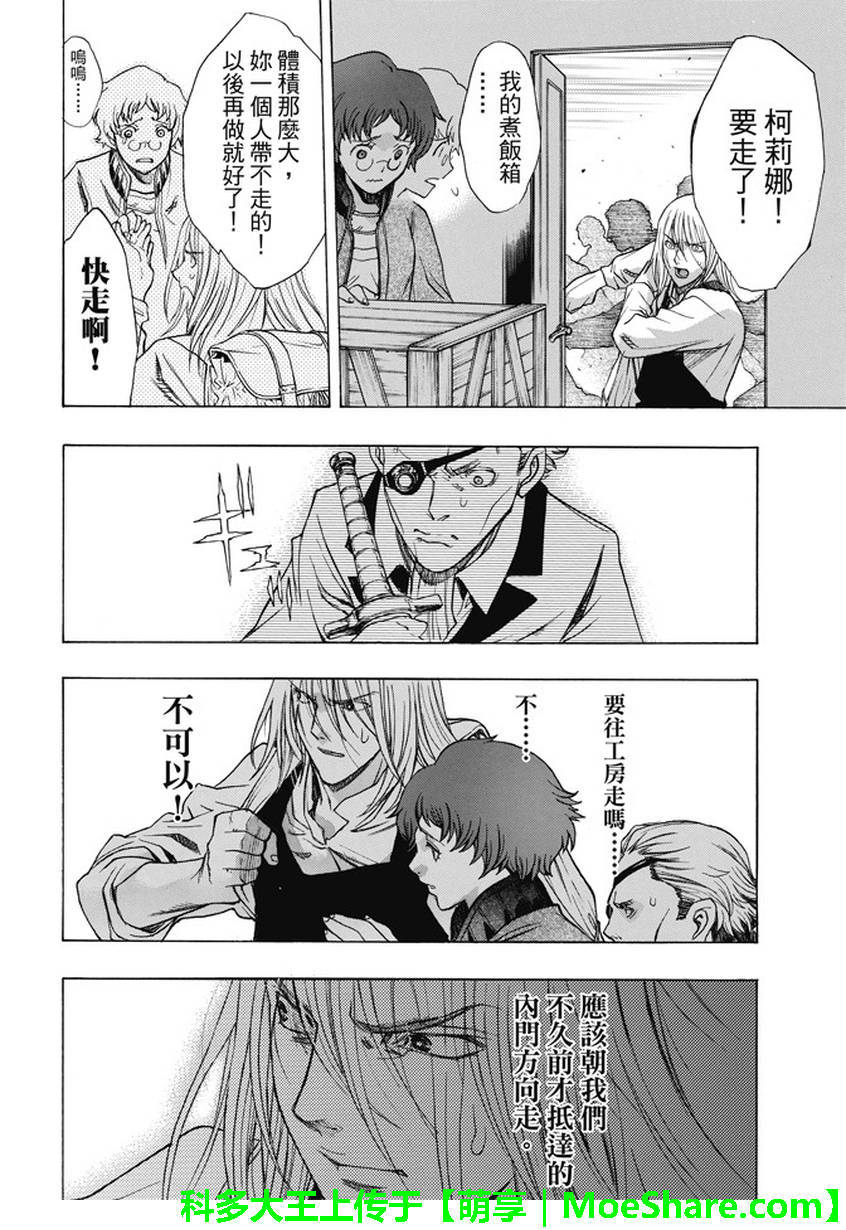 柯莉娜！
要走了！
我的煮飯箱
……
體積那麼大，
妳一個人帶不走的！
以後再做就好了！
嗚嗚……
快走啊！
要往工房走嗎……
不……
不可以！
應該朝我們
不久前才抵達的
內門方向走。
科多大王上传于【萌享｜MoeShare.com】